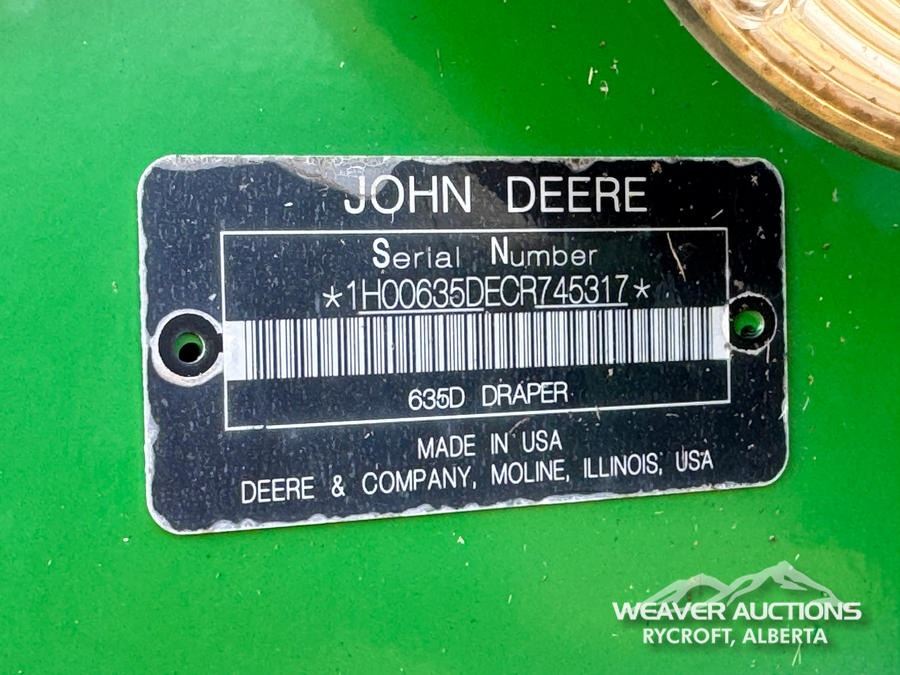 JOHN DEERE
Serial Number
*1H00635DECR745317*
635D DRAPER
MADE IN USA
DEERE & COMPANY, MOLINE, ILLINOIS, USA
WEAVER AUCTIONS
RYCROFT, ALBERTA